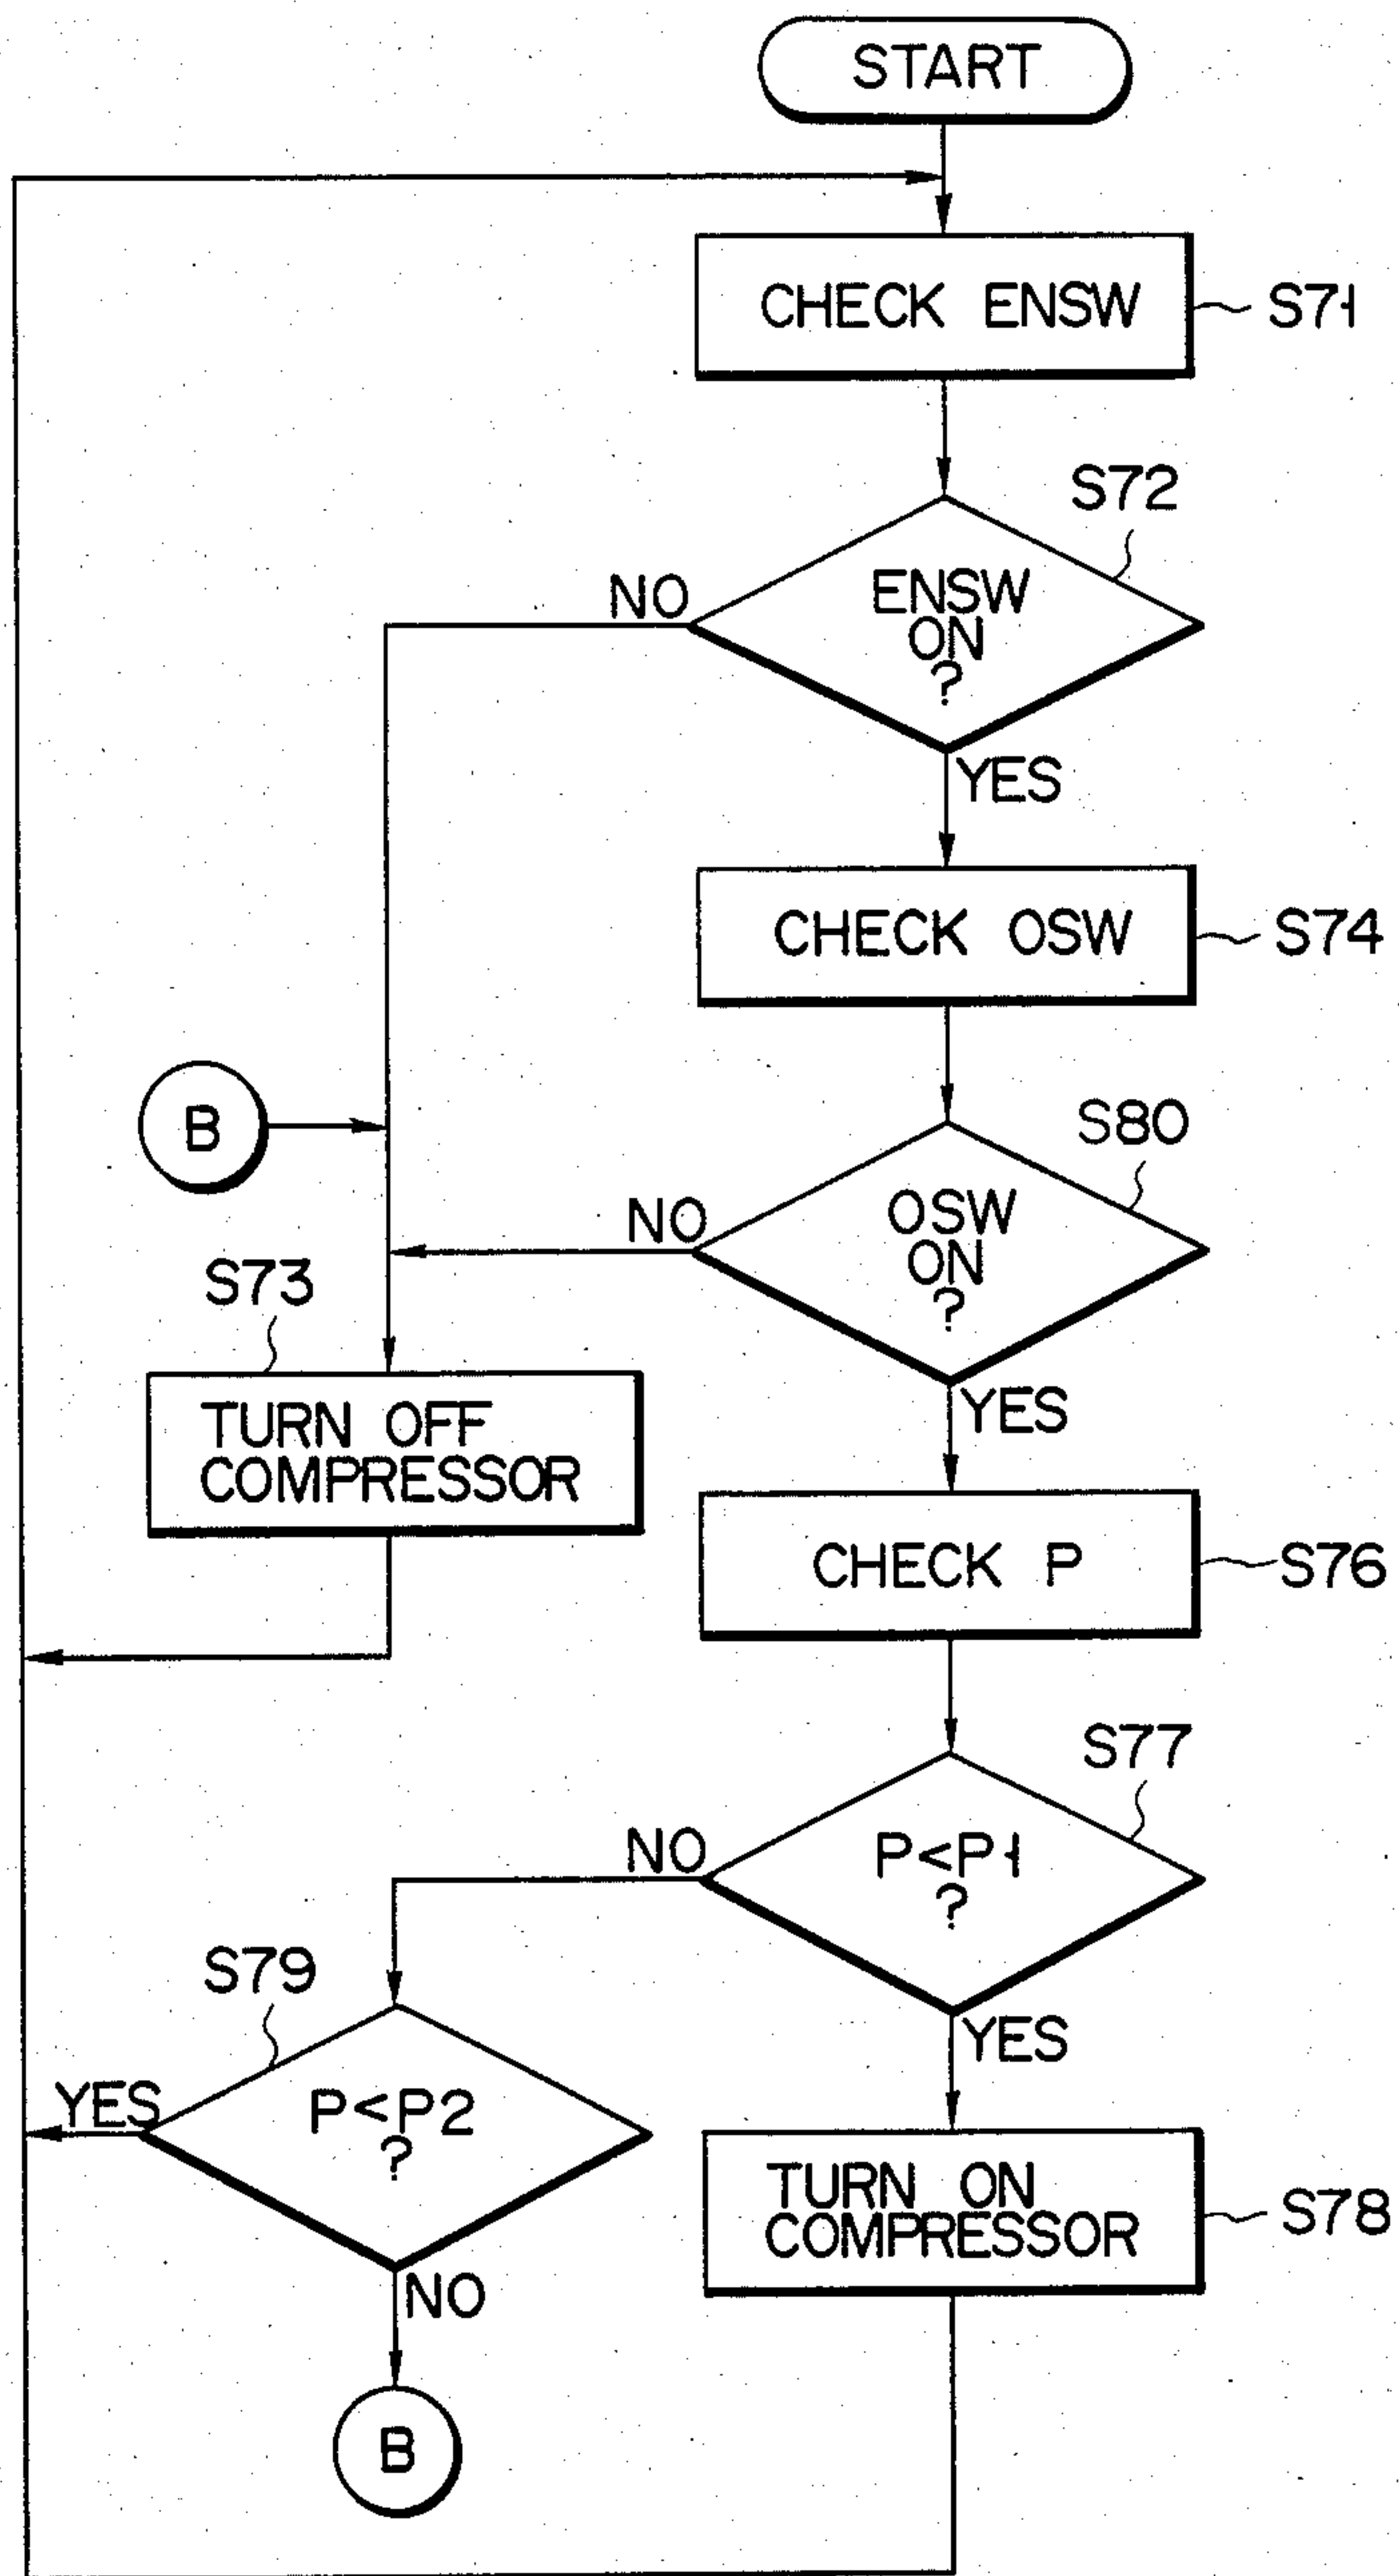 START
CHECK ENSW
S71
S72
ENSW
ON
?
NO
YES
CHECK OSW
S74
B
S80
OSW
ON
?
NO
YES
S73
TURN OFF
COMPRESSOR
CHECK P
S76
S77
P<P1
?
NO
YES
S79
P<P2
?
YES
NO
TURN ON
COMPRESSOR
S78
B